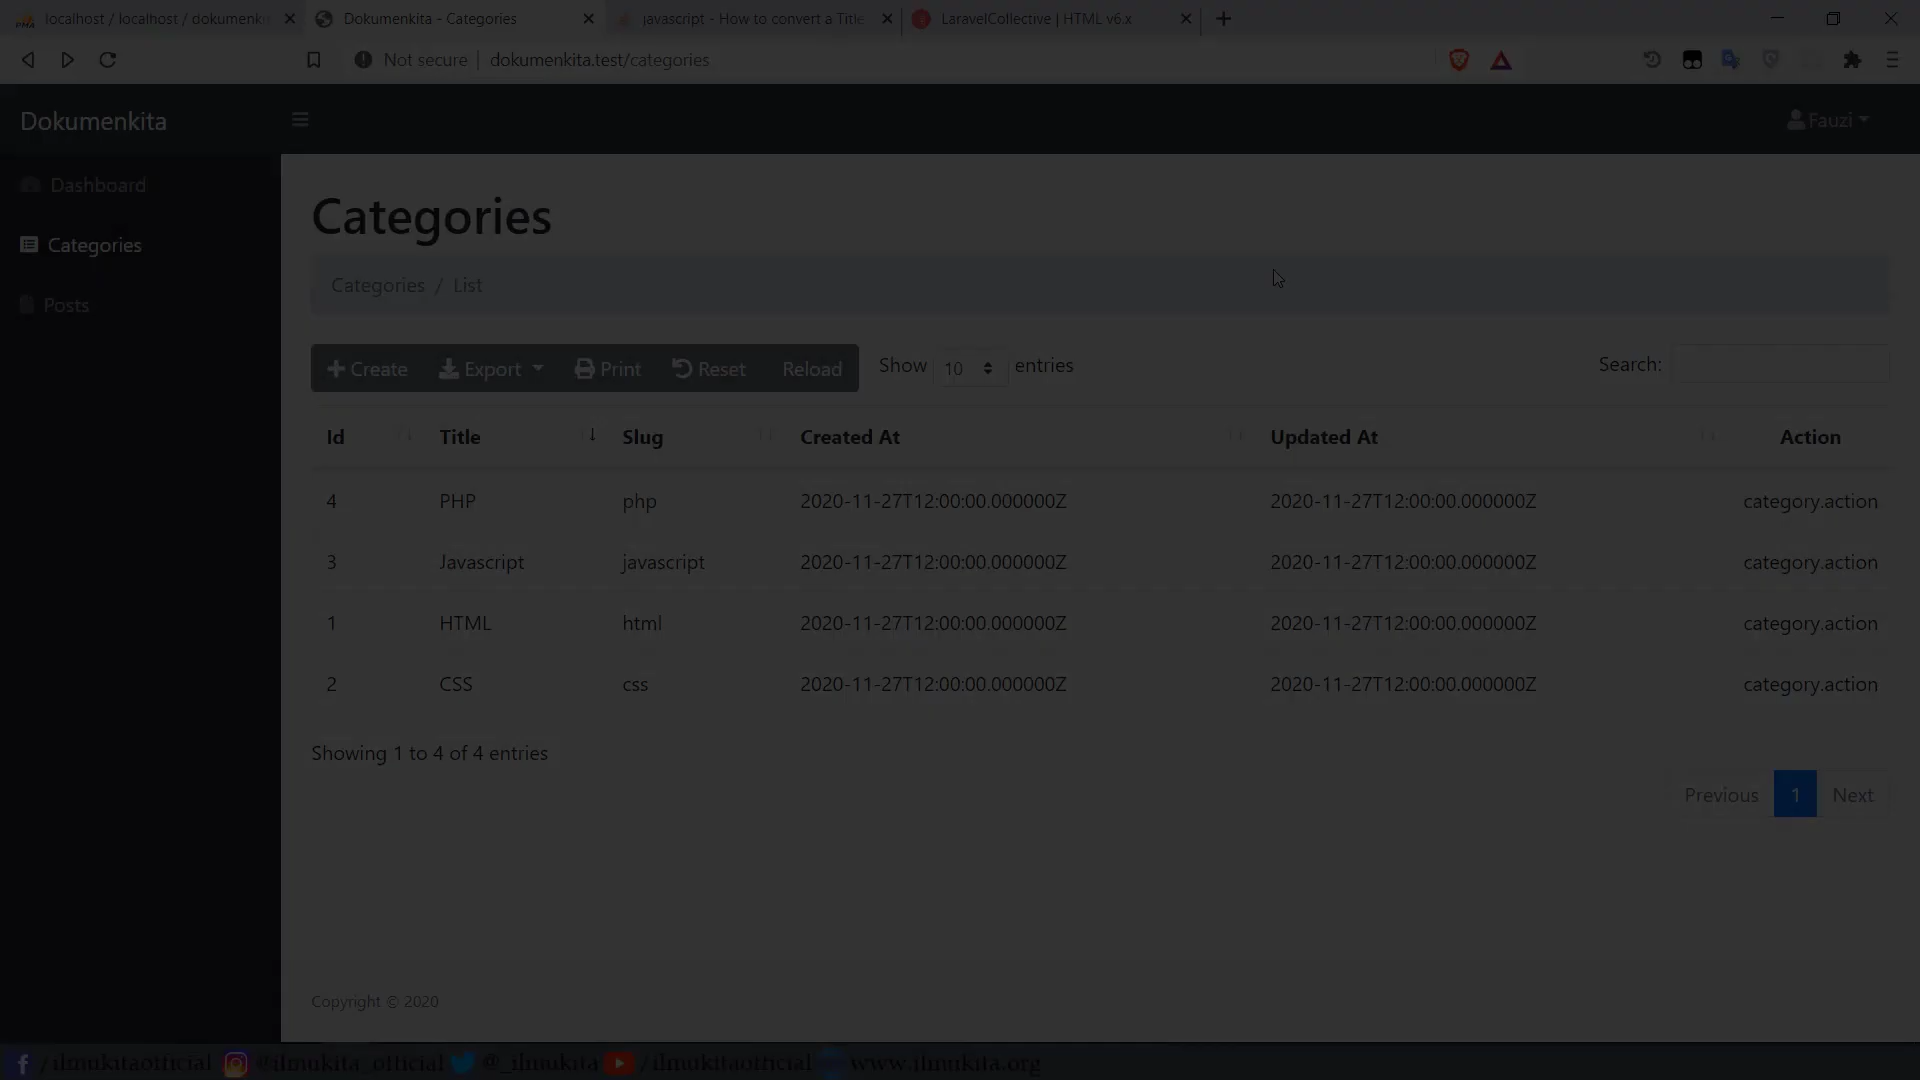 localhost / localhost / dokumenk
Dokumenkita - Categories
javascript - How to convert a Title
LaravelCollective | HTML v6.x
Not secure | dokumenkita.test/categories
Dokumenkita
Fauzi
Dashboard
Categories
Posts
Categories
Categories / List
Create
Export
Print
Reset
Reload
Show 10 entries
Search:
Id Title Slug Created At Updated At Action
4 PHP php 2020-11-27T12:00:00.000000Z 2020-11-27T12:00:00.000000Z category.action
3 Javascript javascript 2020-11-27T12:00:00.000000Z 2020-11-27T12:00:00.000000Z category.action
1 HTML html 2020-11-27T12:00:00.000000Z 2020-11-27T12:00:00.000000Z category.action
2 CSS css 2020-11-27T12:00:00.000000Z 2020-11-27T12:00:00.000000Z category.action
Showing 1 to 4 of 4 entries
Previous 1 Next
Copyright © 2020
/ilmukitaofficial @ilmukita_official @_ilmukita /ilmukitaofficial www.ilmukita.org